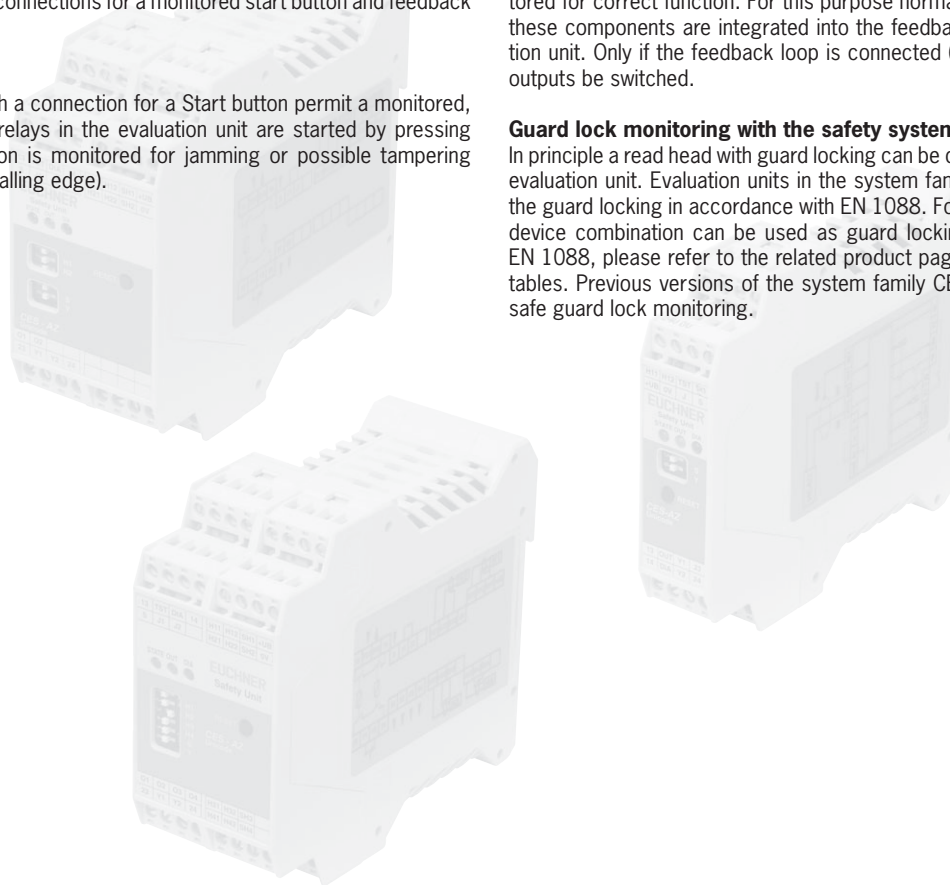 connections for a monitored start button and feedback
h a connection for a Start button permit a monitored,
relays in the evaluation unit are started by pressing
on is monitored for jamming or possible tampering
alling edge).
tored for correct function. For this purpose norma
these components are integrated into the feedba
tion unit. Only if the feedback loop is connected (
outputs be switched.
Guard lock monitoring with the safety system
In principle a read head with guard locking can be c
evaluation unit. Evaluation units in the system fan
the guard locking in accordance with EN 1088. Fo
device combination can be used as guard lockin
EN 1088, please refer to the related product pag
tables. Previous versions of the system family CE
safe guard lock monitoring.
EUCHNER
Safety Unit
EUCHNER
Safety Unit